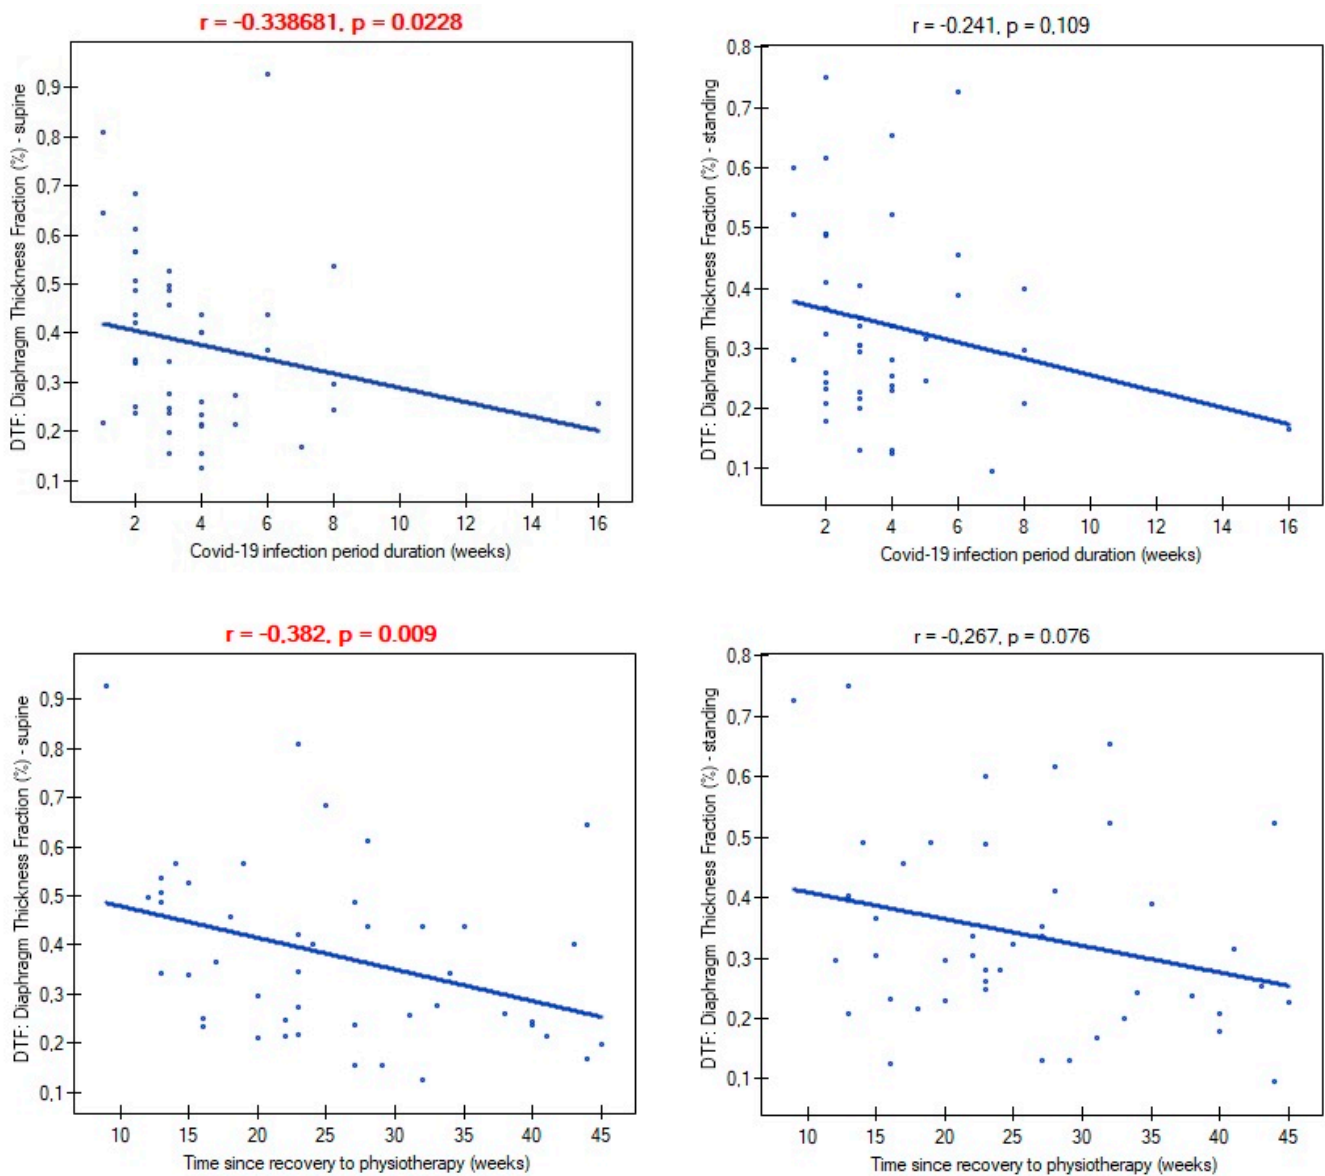 r = -0.338681, p = 0.0228
DTF: Diaphragm Thickness Fraction (%) - supine
0,9
0,8
0,7
0,6
0,5
0,4
0,3
0,2
0,1
2 4 6 8 10 12 14 16
Covid-19 infection period duration (weeks)
r = -0.241, p = 0,109
DTF: Diaphragm Thickness Fraction (%) - standing
0,8
0,7
0,6
0,5
0,4
0,3
0,2
0,1
2 4 6 8 10 12 14 16
Covid-19 infection period duration (weeks)
r = -0,382, p = 0.009
DTF: Diaphragm Thickness Fraction (%) - supine
0,9
0,8
0,7
0,6
0,5
0,4
0,3
0,2
0,1
10 15 20 25 30 35 40 45
Time since recovery to physiotherapy (weeks)
r = -0,267, p = 0.076
DTF: Diaphragm Thickness Fraction (%) - standing
0,8
0,7
0,6
0,5
0,4
0,3
0,2
0,1
10 15 20 25 30 35 40 45
Time since recovery to physiotherapy (weeks)